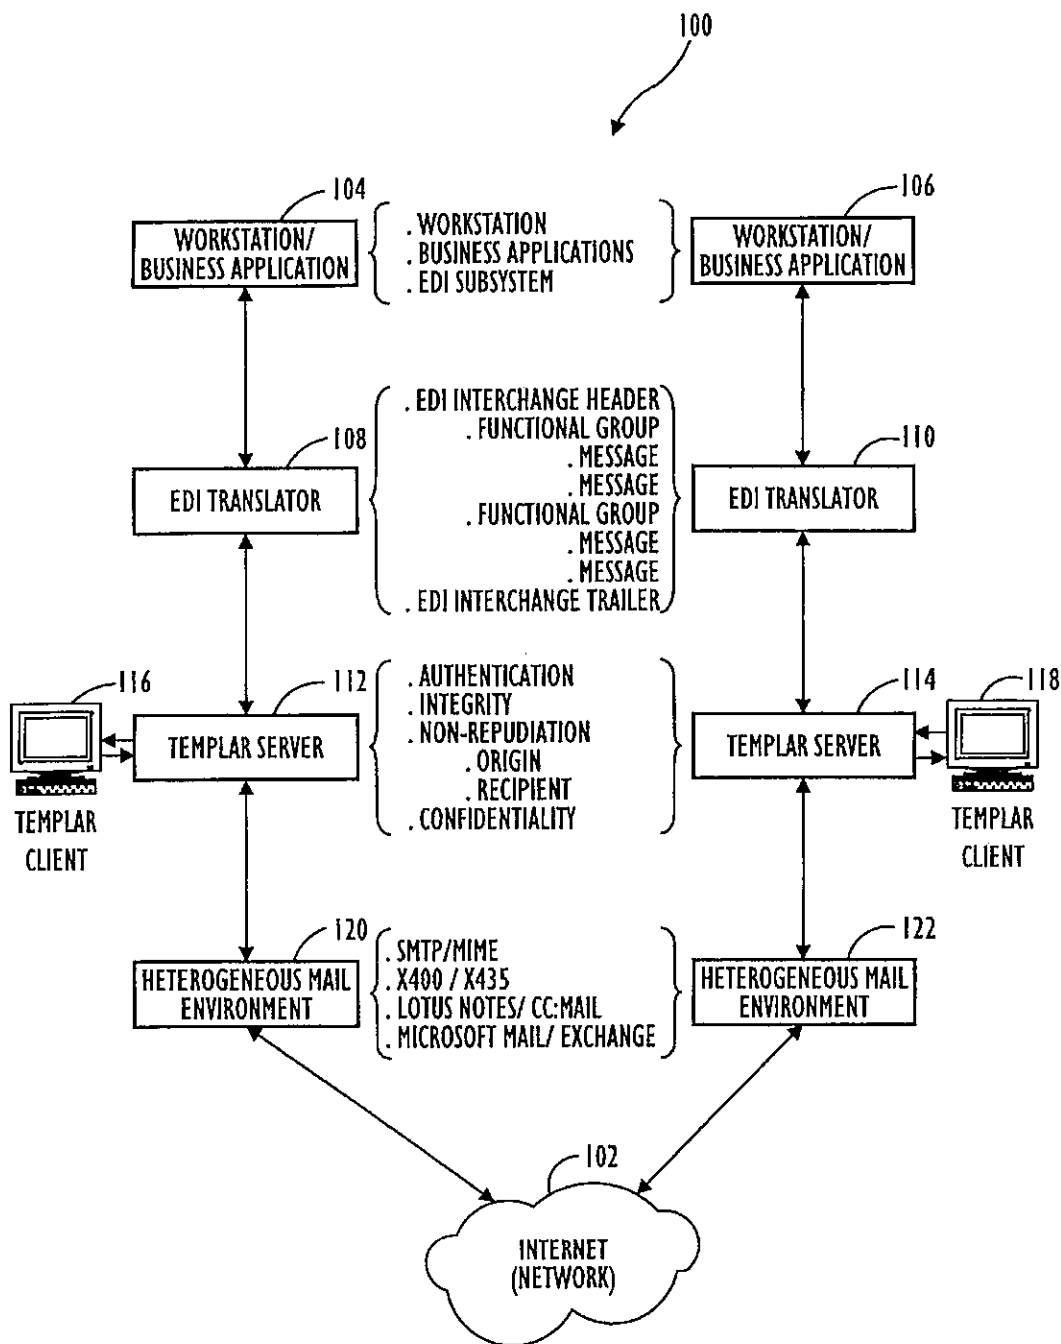 100
104
WORKSTATION/
BUSINESS APPLICATION
. WORKSTATION
. BUSINESS APPLICATIONS
. EDI SUBSYSTEM
106
WORKSTATION/
BUSINESS APPLICATION
108
EDI TRANSLATOR
. EDI INTERCHANGE HEADER
. FUNCTIONAL GROUP
. MESSAGE
. MESSAGE
. FUNCTIONAL GROUP
. MESSAGE
. MESSAGE
. EDI INTERCHANGE TRAILER
110
EDI TRANSLATOR
116
TEMPLAR
CLIENT
112
TEMPLAR SERVER
. AUTHENTICATION
. INTEGRITY
. NON-REPUDIATION
. ORIGIN
. RECIPIENT
. CONFIDENTIALITY
114
TEMPLAR SERVER
118
TEMPLAR
CLIENT
120
HETEROGENEOUS MAIL
ENVIRONMENT
. SMTP/MIME
. X400 / X435
. LOTUS NOTES/ CC:MAIL
. MICROSOFT MAIL/ EXCHANGE
122
HETEROGENEOUS MAIL
ENVIRONMENT
102
INTERNET
(NETWORK)